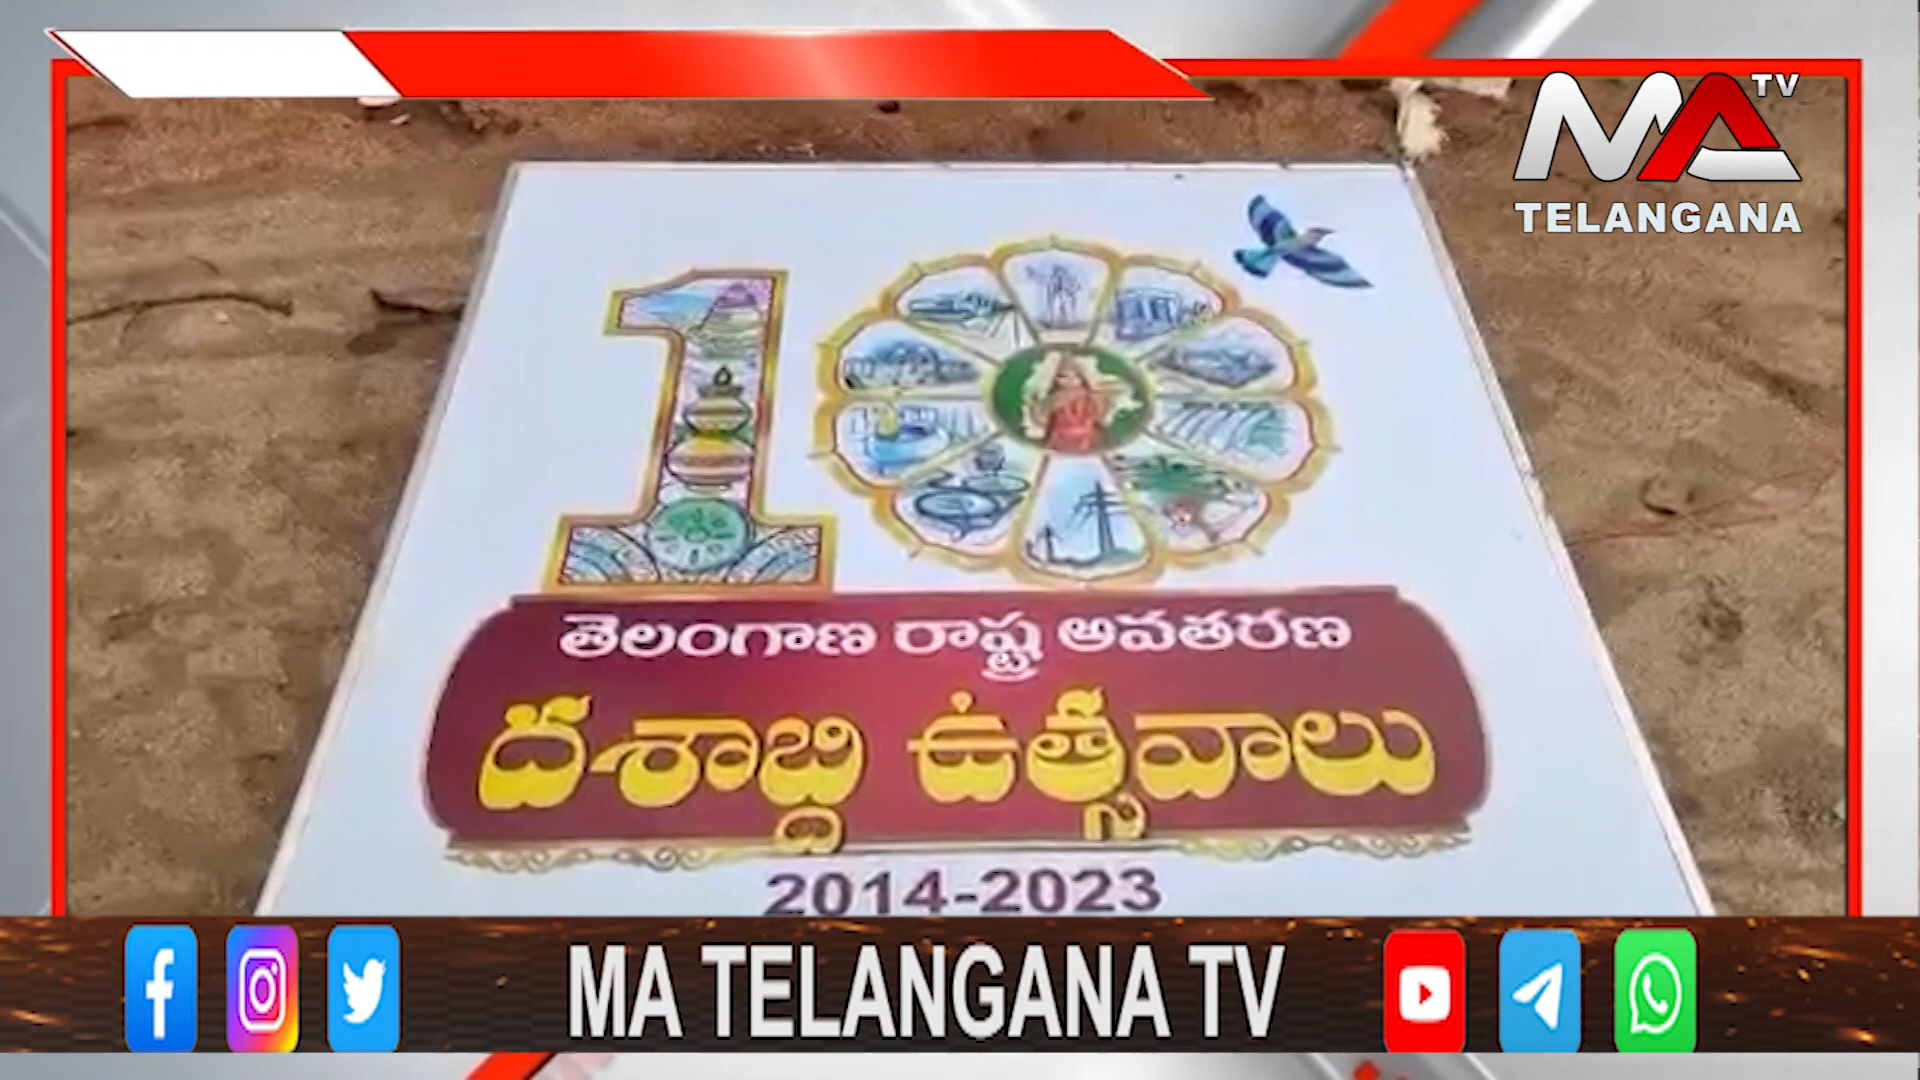 MA TV
TELANGANA
10
తెలంగాణ రాష్ట్ర అవతరణ
దశాబ్ది ఉత్సవాలు
2014-2023
MA TELANGANA TV